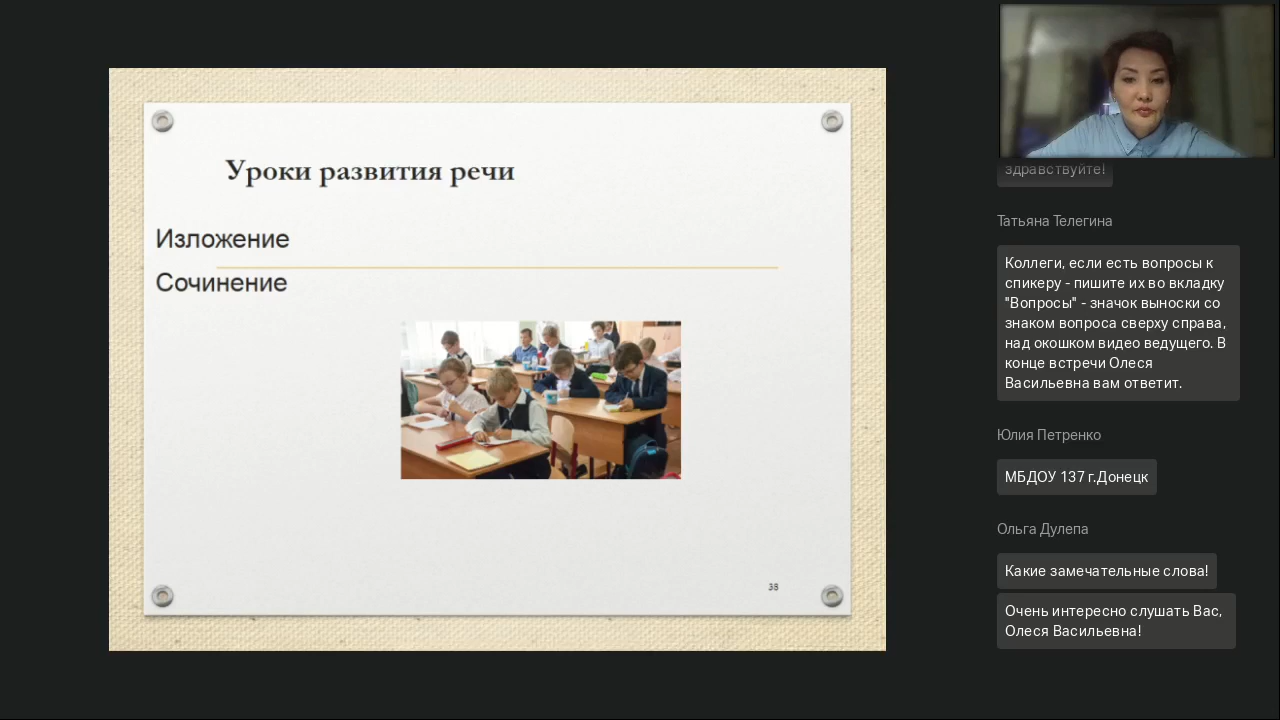 Уроки развития речи
Изложение
Сочинение
38
здравствуйте!
Татьяна Телегина
Коллеги, если есть вопросы к
спикеру - пишите их во вкладку
"Вопросы" - значок выноски со
знаком вопроса сверху справа,
над окошком видео ведущего. В
конце встречи Олеся
Васильевна вам ответит.
Юлия Петренко
МБДОУ 137 г.Донецк
Ольга Дулепа
Какие замечательные слова!
Очень интересно слушать Вас,
Олеся Васильевна!